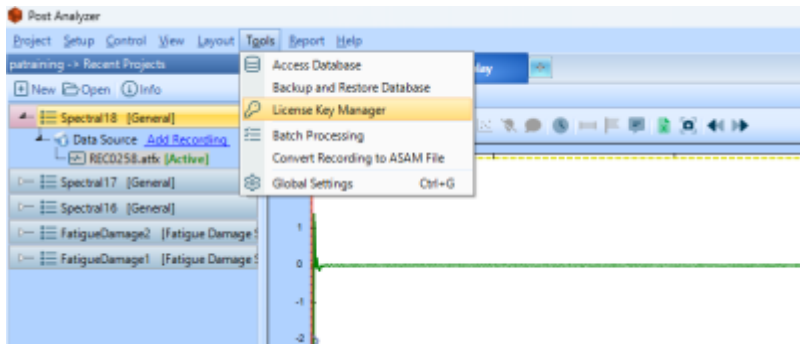 Post Analyzer
Project Setup Control View Layout Tools Report Help
patraining -> Recent Projects
New Open Info
Spectral18 [General]
Data Source Add Recording
REC0258.atfx [Active]
Spectral17 [General]
Spectral16 [General]
FatigueDamage2 [Fatigue Damage S
FatigueDamage1 [Fatigue Damage S
Access Database
Backup and Restore Database
License Key Manager
Batch Processing
Convert Recording to ASAM File
Global Settings Ctrl+G
lay
1
0
-1
-2
0